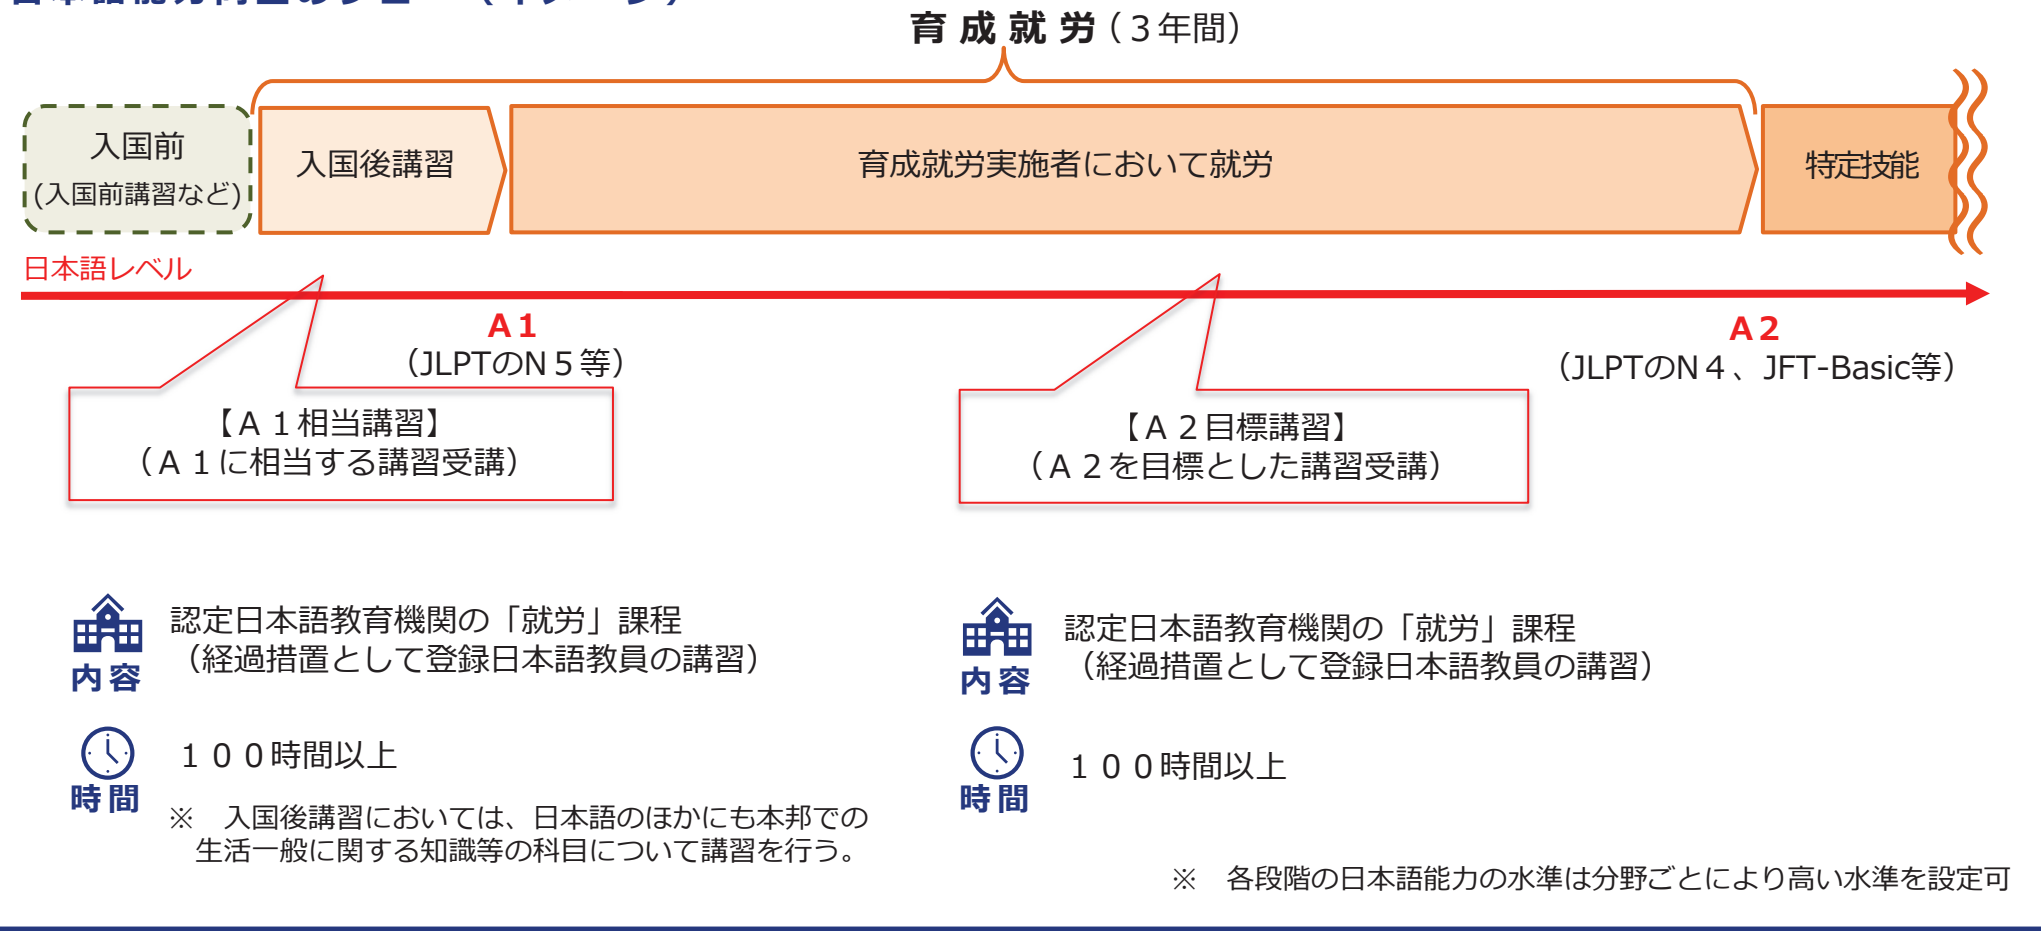 育成就労（３年間）
入国前
(入国前講習など)
入国後講習
育成就労実施者において就労
特定技能
日本語レベル
A1
（JLPTのN５等）
A2
（JLPTのN４、JFT-Basic等）
【A１相当講習】
（A１に相当する講習受講）
【A２目標講習】
（A２を目標とした講習受講）
内容
認定日本語教育機関の「就労」課程
（経過措置として登録日本語教員の講習）
時間
１００時間以上
※　入国後講習においては、日本語のほかにも本邦での
生活一般に関する知識等の科目について講習を行う。
内容
認定日本語教育機関の「就労」課程
（経過措置として登録日本語教員の講習）
時間
１００時間以上
※　各段階の日本語能力の水準は分野ごとにより高い水準を設定可